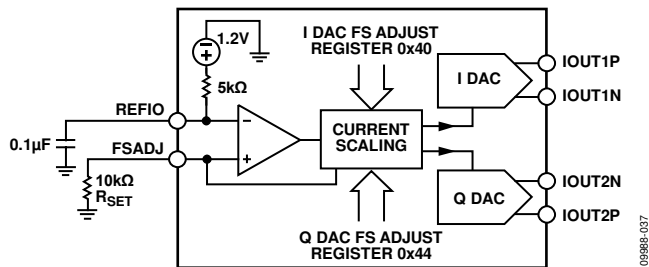 1.2V
I DAC FS ADJUST
REGISTER 0x40
5kΩ
REFIO
0.1µF
FSADJ
10kΩ
RSET
−
+
CURRENT
SCALING
I DAC
IOUT1P
IOUT1N
Q DAC
IOUT2N
IOUT2P
Q DAC FS ADJUST
REGISTER 0x44
09988-037